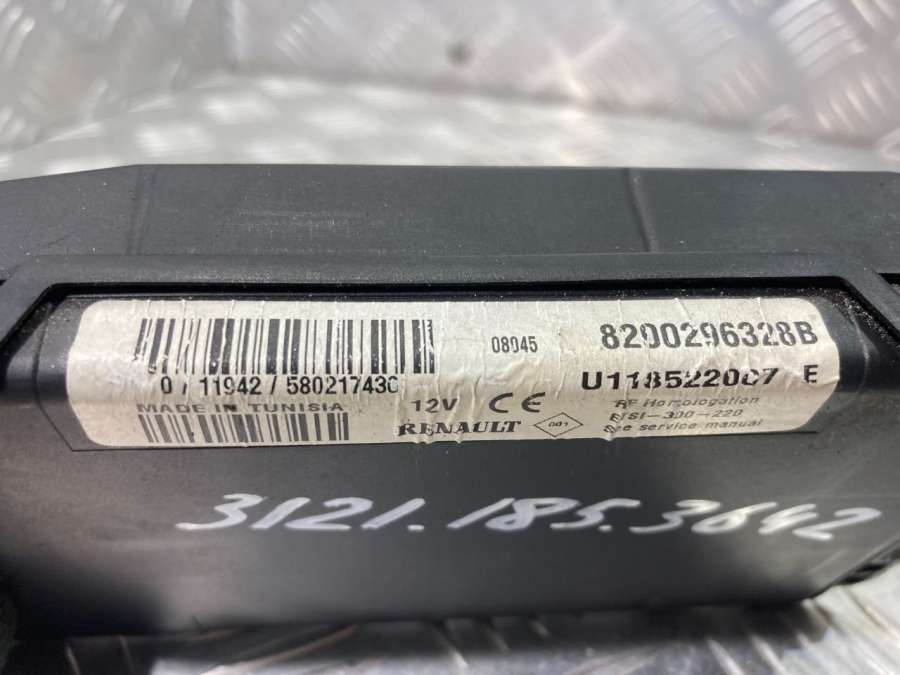 08045
8200296328B
0 / 11942 / 580217430
U118522007 E
MADE IN TUNISIA
12V CE
RF Homologation
ETSI-300-220
RENAULT
001
See service manual
3121.185.3642